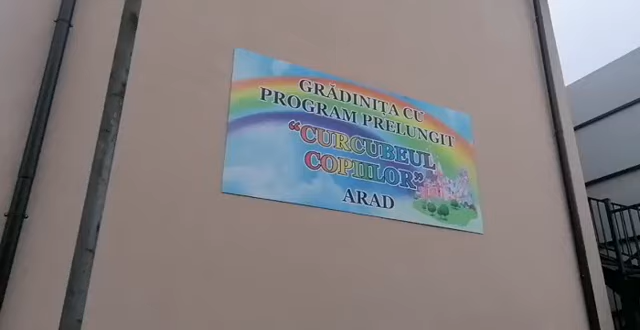 GRĂDINIȚA CU
PROGRAM PRELUNGIT
“CURCUBEUL
COPIILOR”
ARAD